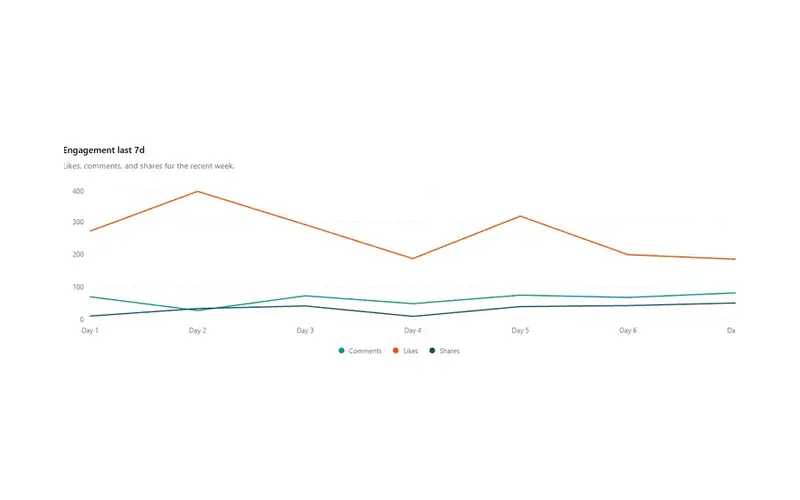 Engagement last 7d
Likes, comments, and shares for the recent week.
400
300
200
100
0
Day 1 Day 2 Day 3 Day 4 Day 5 Day 6 Da
Comments Likes Shares